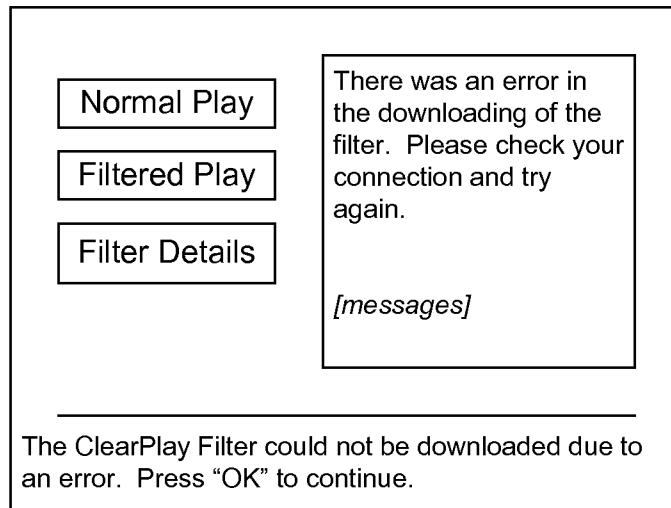 Normal Play
Filtered Play
Filter Details
There was an error in
the downloading of the
filter.  Please check your
connection and try
again.
[messages]
The ClearPlay Filter could not be downloaded due to
an error.  Press “OK” to continue.